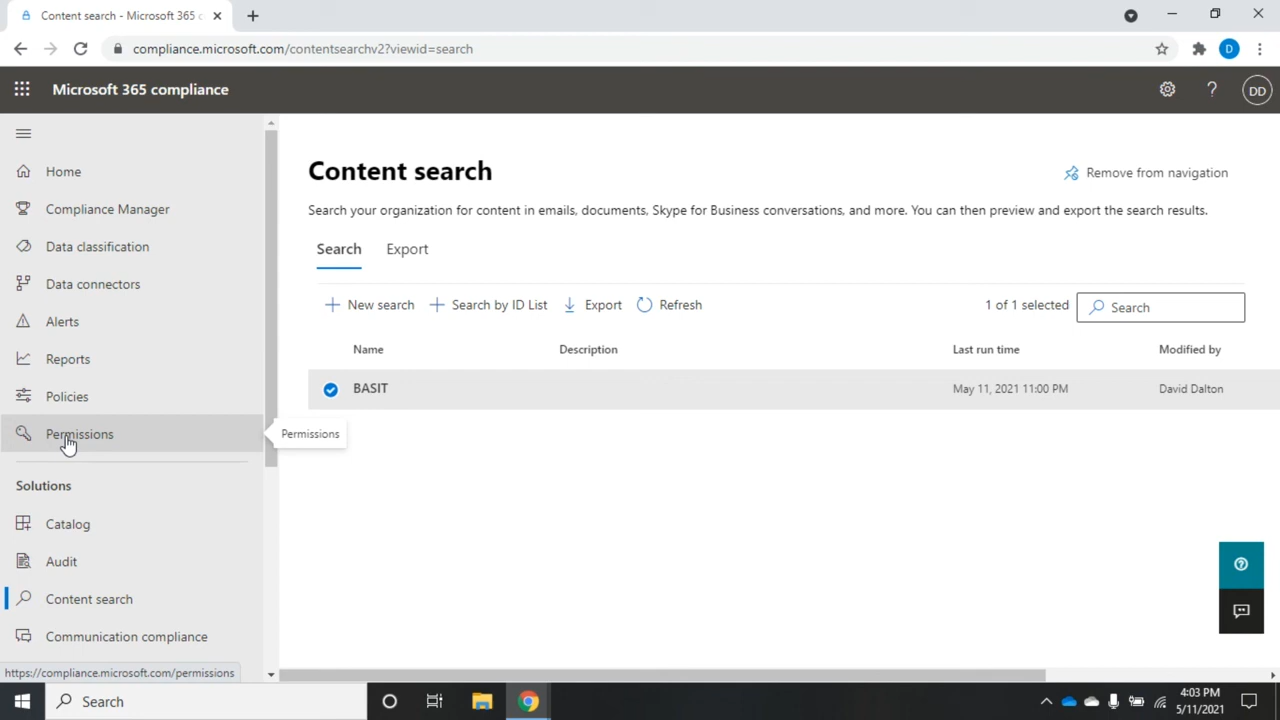 Content search - Microsoft 365 c
compliance.microsoft.com/contentsearchv2?viewid=search
D
Microsoft 365 compliance
?
DD
Home
Compliance Manager
Data classification
Data connectors
Alerts
Reports
Policies
Permissions
Solutions
Catalog
Audit
Content search
Communication compliance
https://compliance.microsoft.com/permissions
Permissions
Content search
Remove from navigation
Search your organization for content in emails, documents, Skype for Business conversations, and more. You can then preview and export the search results.
Search Export
New search Search by ID List Export Refresh 1 of 1 selected Search
Name Description Last run time Modified by
BASIT May 11, 2021 11:00 PM David Dalton
Search
4:03 PM
5/11/2021